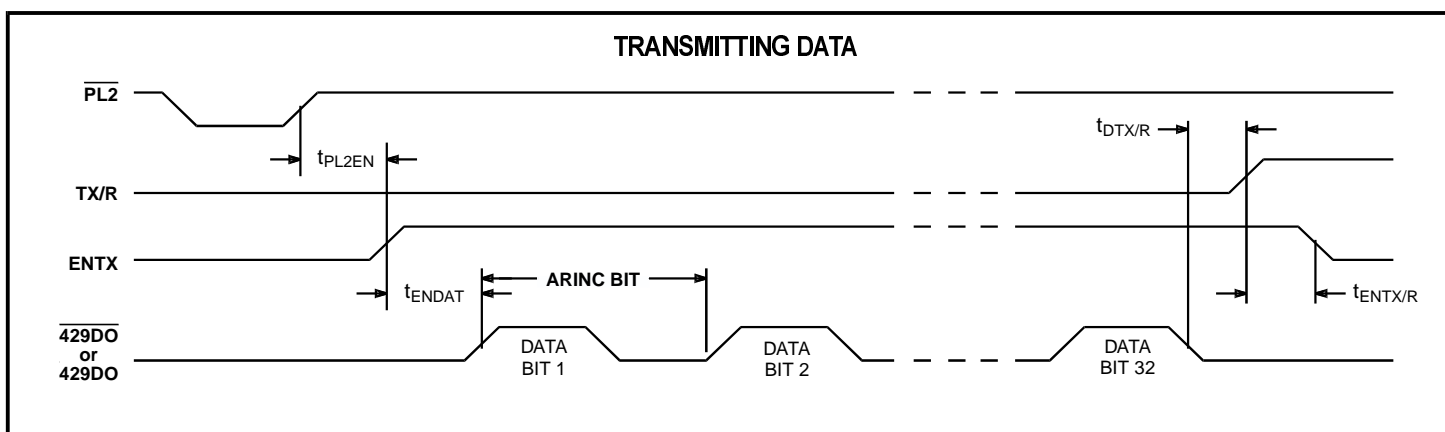 TRANSMITTING DATA
PL2
tDTX/R
tPL2EN
TX/R
ENTX
ARINC BIT
tENDAT
tENTX/R
429DO
or
429DO
DATA
BIT 1
DATA
BIT 2
DATA
BIT 32